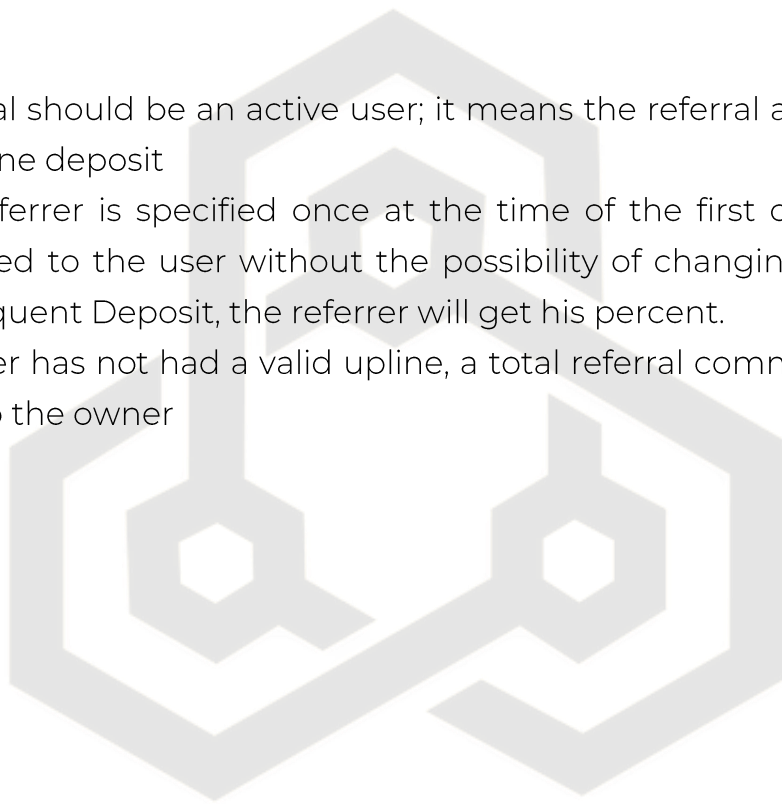 al should be an active user; it means the referral a
ne deposit
ferrer is specified once at the time of the first
ed to the user without the possibility of changin
quent Deposit, the referrer will get his percent.
er has not had a valid upline, a total referral comm
the owner